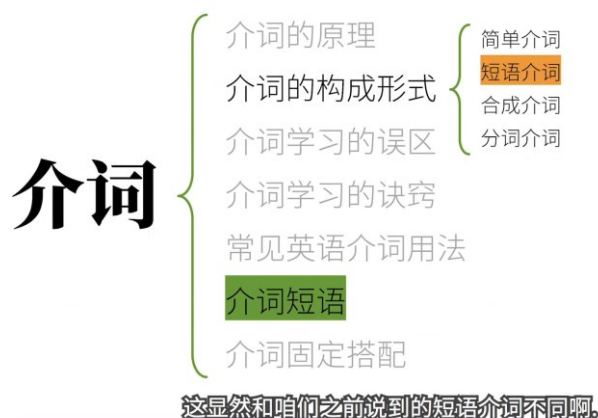 介词
介词的原理
介词的构成形式
简单介词
短语介词
合成介词
分词介词
介词学习的误区
介词学习的诀窍
常见英语介词用法
介词短语
介词固定搭配
这显然和咱们之前说到的短语介词不同啊